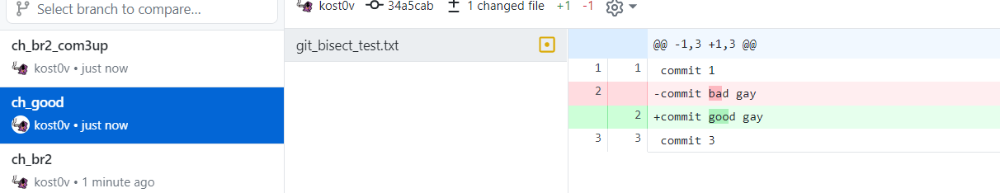 Select branch to compare...
ch_br2_com3up
kost0v • just now
ch_good
kost0v • just now
ch_br2
kost0v • 1 minute ago
kost0v 34a5cab 1 changed file +1 -1
git_bisect_test.txt
@@ -1,3 +1,3 @@
1 1 commit 1
2 -commit bad gay
2 +commit good gay
3 3 commit 3